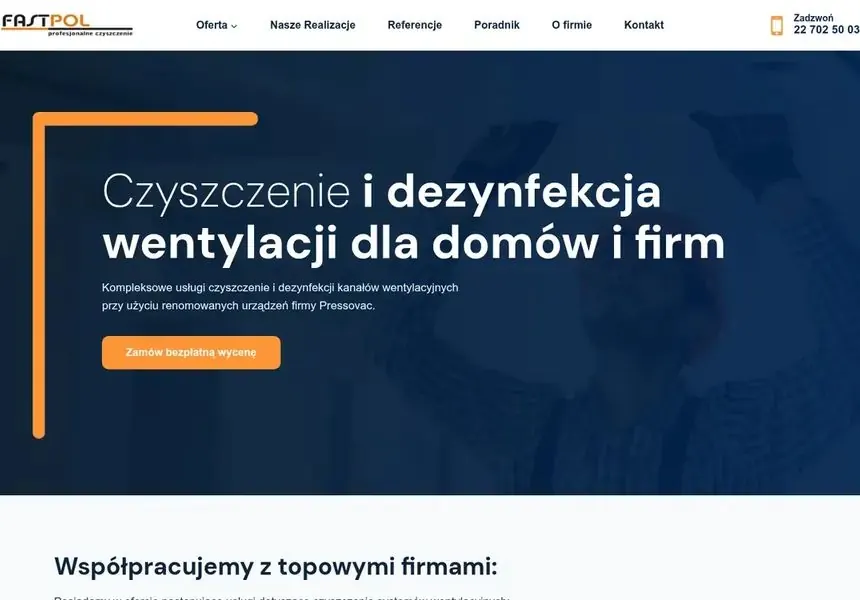 FASTPOL
profesjonalne czyszczenie
Oferta
Nasze Realizacje
Referencje
Poradnik
O firmie
Kontakt
Zadzwoń
22 702 50 03
Czyszczenie i dezynfekcja
wentylacji dla domów i firm
Kompleksowe usługi czyszczenie i dezynfekcji kanałów wentylacyjnych
przy użyciu renomowanych urządzeń firmy Pressovac.
Zamów bezpłatną wycenę
Współpracujemy z topowymi firmami: